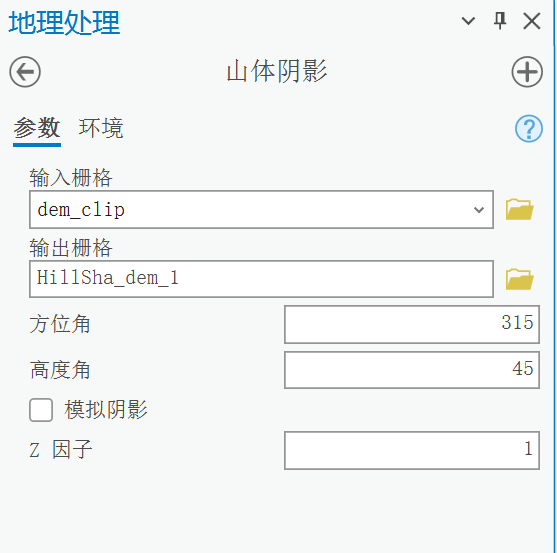 地理处理
山体阴影
参数 环境
输入栅格
dem_clip
输出栅格
HillSha_dem_1
方位角 315
高度角 45
模拟阴影
Z 因子 1